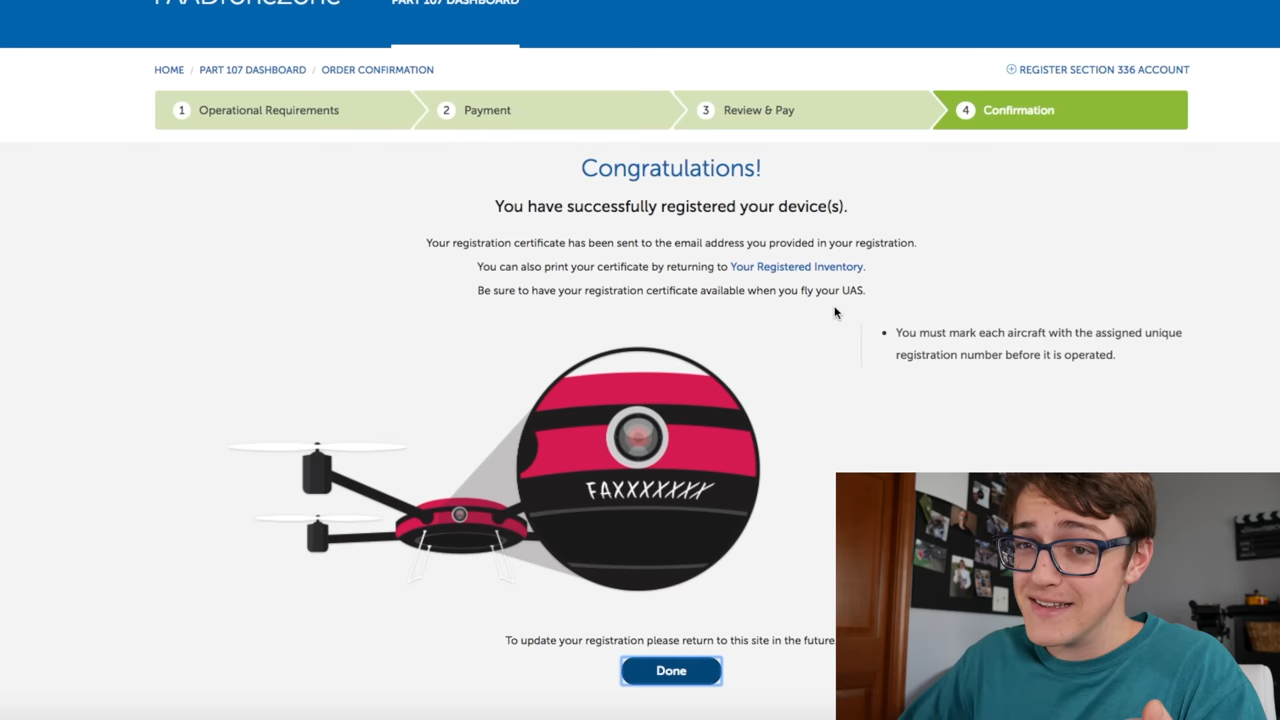 FAADroneZone
PART 107 DASHBOARD
HOME / PART 107 DASHBOARD / ORDER CONFIRMATION
REGISTER SECTION 336 ACCOUNT
1 Operational Requirements
2 Payment
3 Review & Pay
4 Confirmation
Congratulations!
You have successfully registered your device(s).
Your registration certificate has been sent to the email address you provided in your registration.
You can also print your certificate by returning to Your Registered Inventory.
Be sure to have your registration certificate available when you fly your UAS.
• You must mark each aircraft with the assigned unique
registration number before it is operated.
FAXXXXXXX
To update your registration please return to this site in the future.
Done